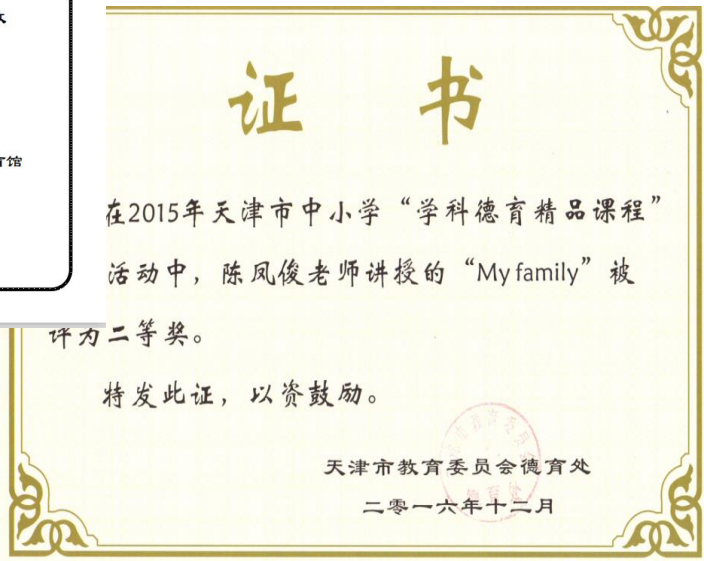 证 书
在2015年天津市中小学“学科德育精品课程”
活动中，陈凤俊老师讲授的“My family”被
评为二等奖。
特发此证，以资鼓励。
天津市教育委员会德育处
二零一六年十二月
馆